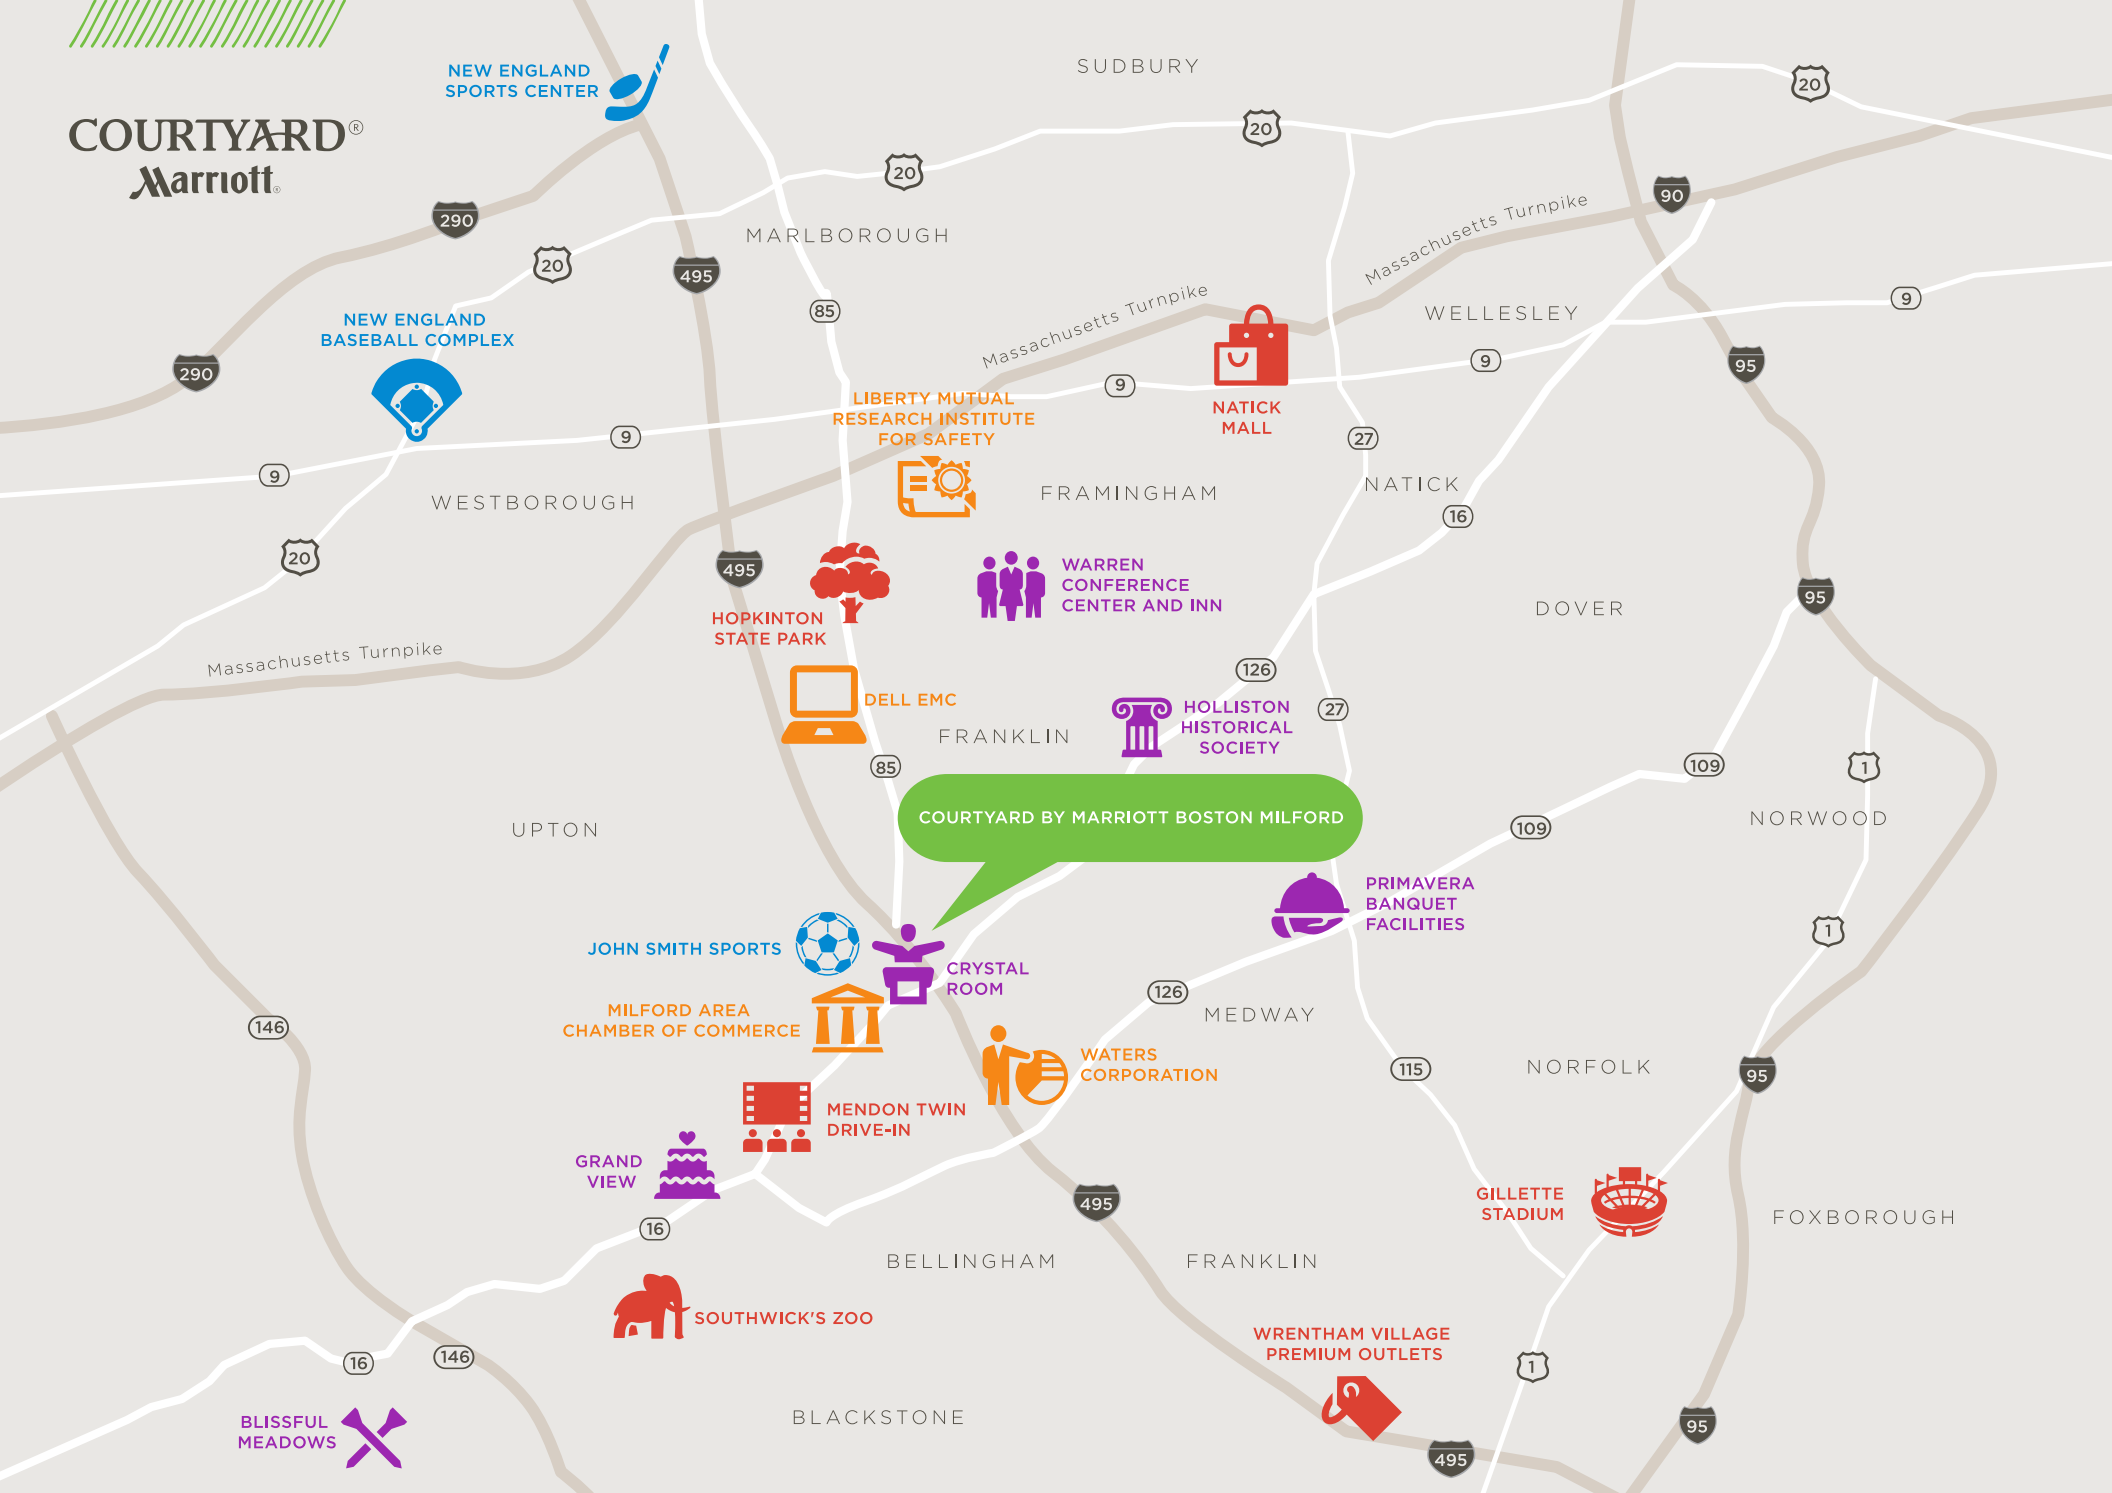 NEW ENGLAND
SPORTS CENTER
SUDBURY
20
COURTYARD®
Marriott®
20
20
290
90
Massachusetts Turnpike
MARLBOROUGH
20
495
Massachusetts Turnpike
9
85
NEW ENGLAND
BASEBALL COMPLEX
WELLESLEY
290
9
95
9
LIBERTY MUTUAL
RESEARCH INSTITUTE
FOR SAFETY
NATICK
MALL
9
27
9
WESTBOROUGH
FRAMINGHAM
NATICK
16
20
495
WARREN
CONFERENCE
CENTER AND INN
95
DOVER
HOPKINTON
STATE PARK
Massachusetts Turnpike
126
DELL EMC
HOLLISTON
HISTORICAL
SOCIETY
27
FRANKLIN
85
109
1
COURTYARD BY MARRIOTT BOSTON MILFORD
NORWOOD
UPTON
109
PRIMAVERA
BANQUET
FACILITIES
1
JOHN SMITH SPORTS
CRYSTAL
ROOM
126
MILFORD AREA
CHAMBER OF COMMERCE
MEDWAY
146
WATERS
CORPORATION
115
NORFOLK
95
MENDON TWIN
DRIVE-IN
GRAND
VIEW
495
GILLETTE
STADIUM
FOXBOROUGH
16
BELLINGHAM
FRANKLIN
SOUTHWICK'S ZOO
WRENTHAM VILLAGE
PREMIUM OUTLETS
16
146
1
BLISSFUL
MEADOWS
BLACKSTONE
95
495